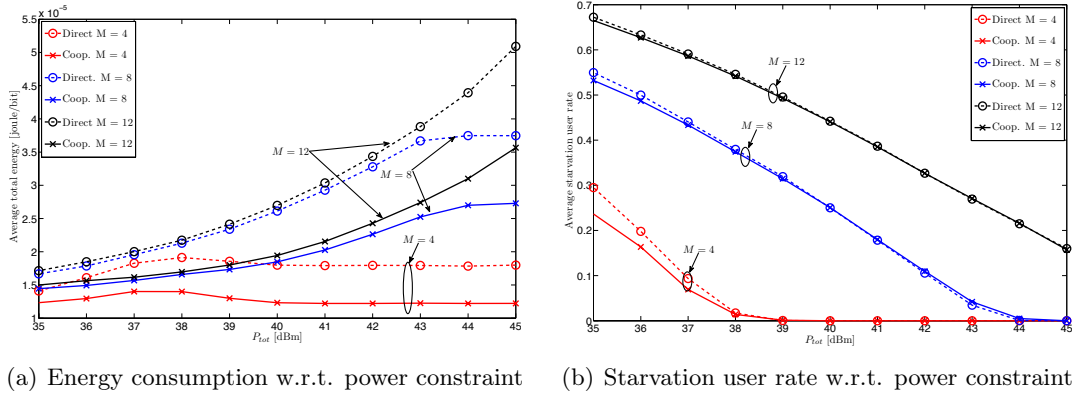 x 10⁻⁵
5.5
5
4.5
4
3.5
3
2.5
2
1.5
1
Average total energy [joule/bit]
Direct M = 4
Coop. M = 4
Direct. M = 8
Coop. M = 8
Direct M = 12
Coop. M = 12
M = 12
M = 8
M = 4
35 36 37 38 39 40 41 42 43 44 45
P_tot [dBm]
(a) Energy consumption w.r.t. power constraint
0.7
0.6
0.5
0.4
0.3
0.2
0.1
0
Average starvation user rate
Direct M = 4
Coop. M = 4
Direct M = 8
Coop. M = 8
Direct M = 12
Coop. M = 12
M = 12
M = 8
M = 4
35 36 37 38 39 40 41 42 43 44 45
P_tot [dBm]
(b) Starvation user rate w.r.t. power constraint